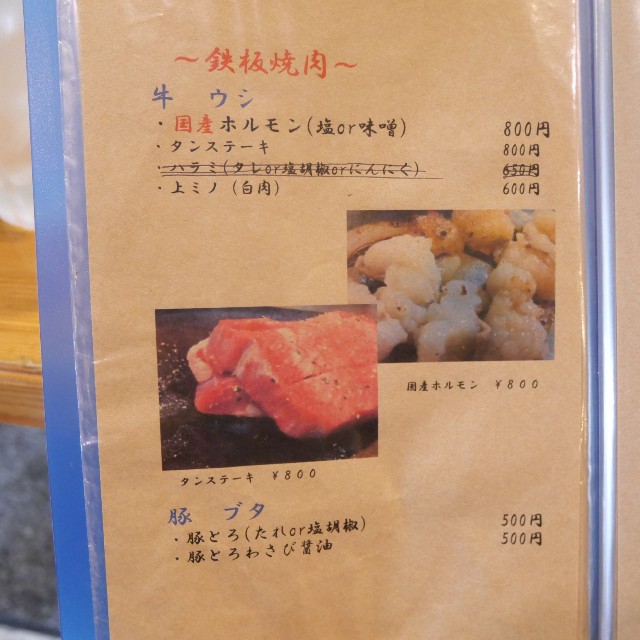 ～鉄板焼肉～
牛 ウシ
・国産ホルモン(塩or味噌) 800円
・タンステーキ 800円
・ハラミ(タレor塩胡椒orにんにく) 650円
・上ミノ (白肉) 600円
国産ホルモン ￥800
タンステーキ ￥800
豚 ブタ
・豚とろ(たれor塩胡椒) 500円
・豚とろわさび醤油 500円